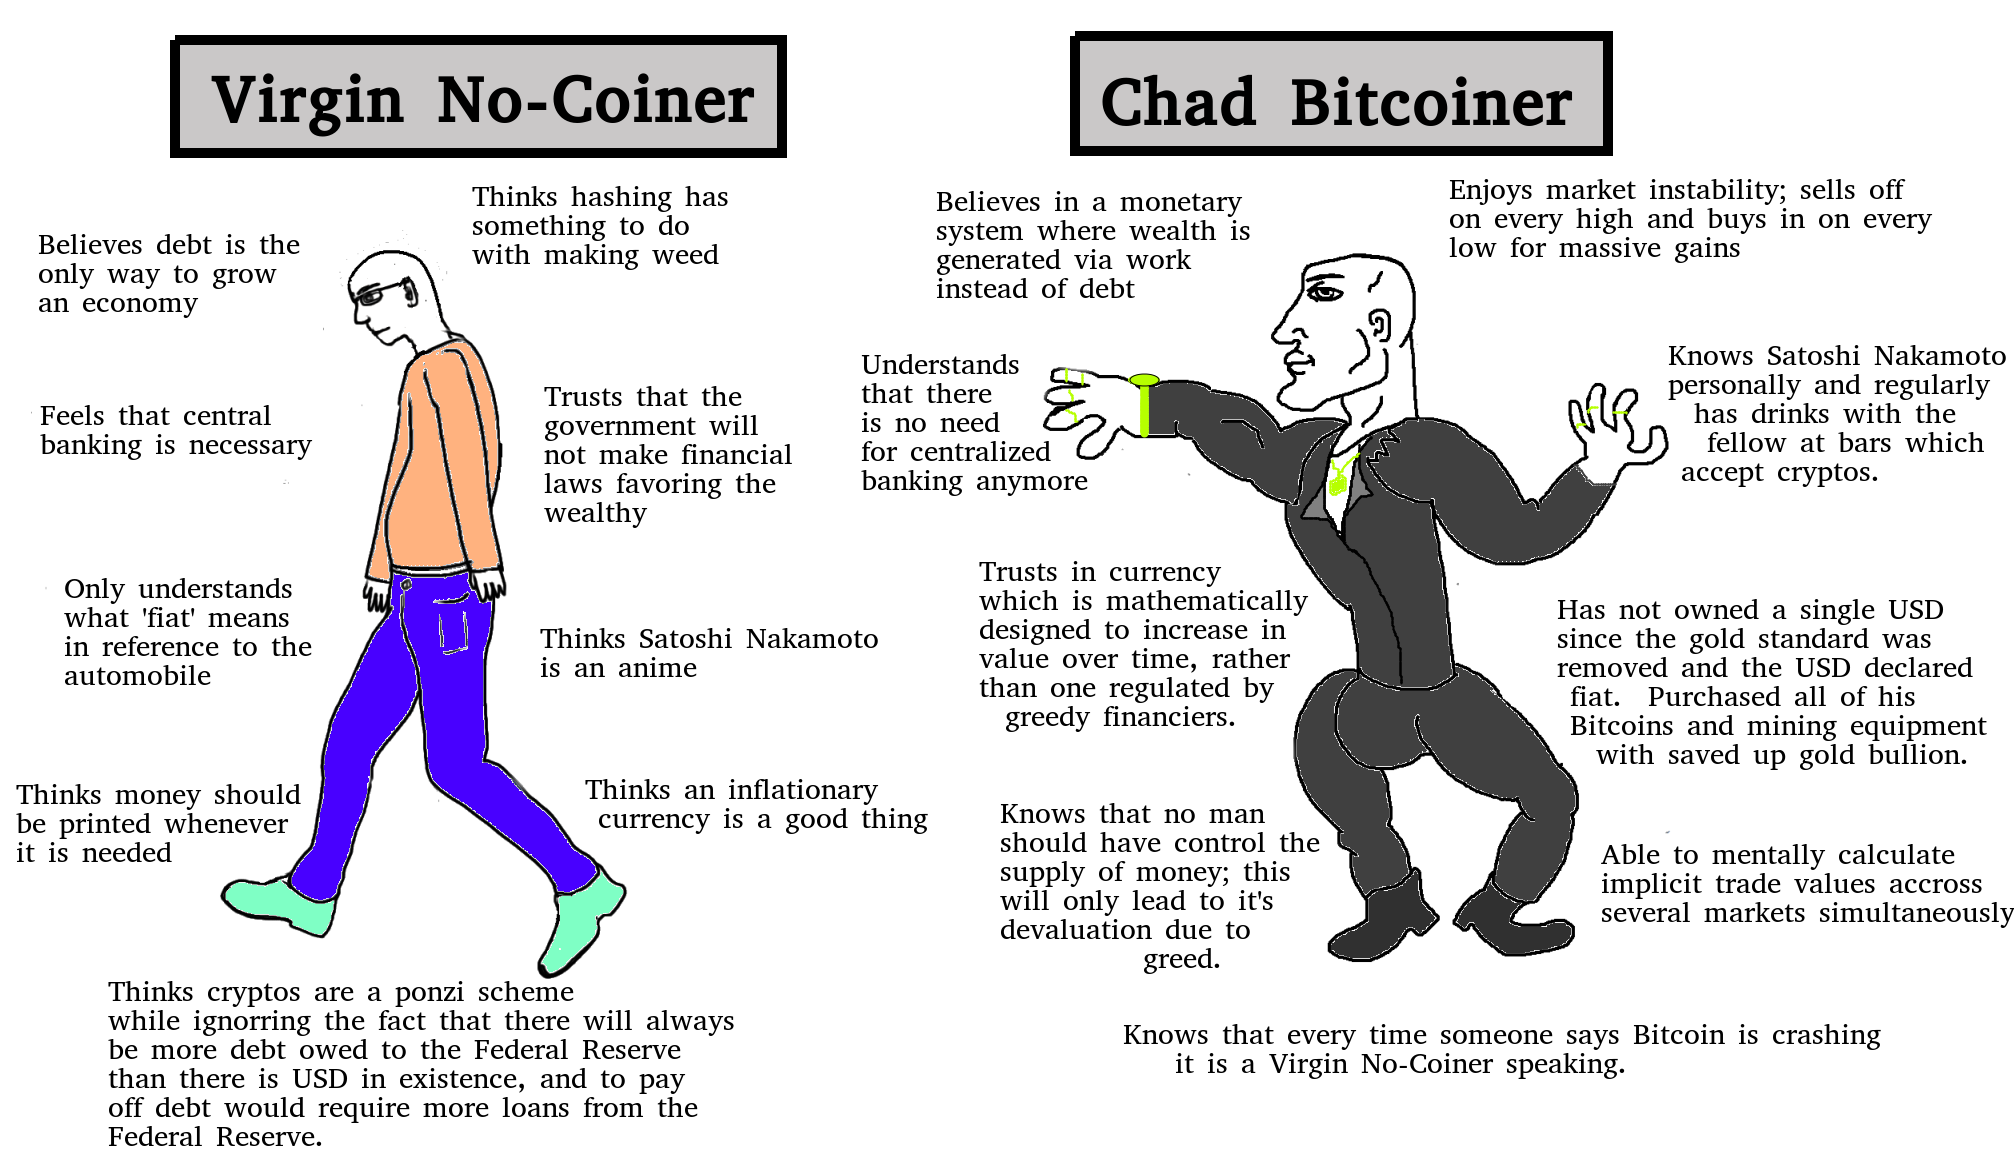 Virgin No-Coiner
Thinks hashing has
something to do
with making weed
Believes debt is the
only way to grow
an economy
Feels that central
banking is necessary
Trusts that the
government will
not make financial
laws favoring the
wealthy
Only understands
what 'fiat' means
in reference to the
automobile
Thinks Satoshi Nakamoto
is an anime
Thinks money should
be printed whenever
it is needed
Thinks an inflationary
currency is a good thing
Thinks cryptos are a ponzi scheme
while ignorring the fact that there will always
be more debt owed to the Federal Reserve
than there is USD in existence, and to pay
off debt would require more loans from the
Federal Reserve.
Chad Bitcoiner
Believes in a monetary
system where wealth is
generated via work
instead of debt
Enjoys market instability; sells off
on every high and buys in on every
low for massive gains
Understands
that there
is no need
for centralized
banking anymore
Knows Satoshi Nakamoto
personally and regularly
has drinks with the
fellow at bars which
accept cryptos.
Trusts in currency
which is mathematically
designed to increase in
value over time, rather
than one regulated by
greedy financiers.
Has not owned a single USD
since the gold standard was
removed and the USD declared
fiat. Purchased all of his
Bitcoins and mining equipment
with saved up gold bullion.
Knows that no man
should have control the
supply of money; this
will only lead to it's
devaluation due to
greed.
Able to mentally calculate
implicit trade values accross
several markets simultaneously
Knows that every time someone says Bitcoin is crashing
it is a Virgin No-Coiner speaking.